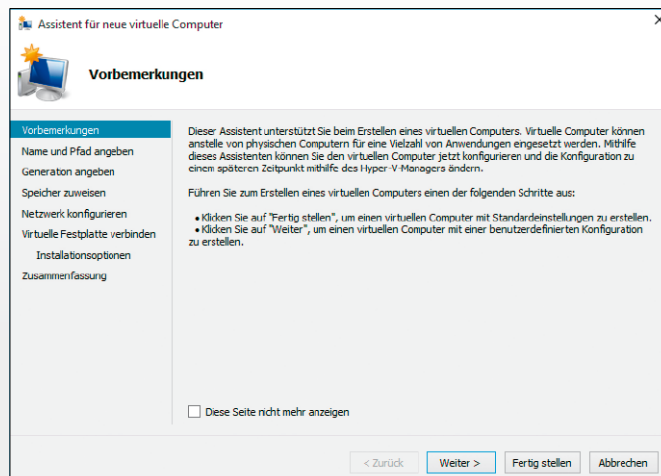 Assistent für neue virtuelle Computer
Vorbemerkungen
Vorbemerkungen
Name und Pfad angeben
Generation angeben
Speicher zuweisen
Netzwerk konfigurieren
Virtuelle Festplatte verbinden
Installationsoptionen
Zusammenfassung
Dieser Assistent unterstützt Sie beim Erstellen eines virtuellen Computers. Virtuelle Computer können
anstelle von physischen Computern für eine Vielzahl von Anwendungen eingesetzt werden. Mithilfe
dieses Assistenten können Sie den virtuellen Computer jetzt konfigurieren und die Konfiguration zu
einem späteren Zeitpunkt mithilfe des Hyper-V-Managers ändern.
Führen Sie zum Erstellen eines virtuellen Computers einen der folgenden Schritte aus:
• Klicken Sie auf "Fertig stellen", um einen virtuellen Computer mit Standardeinstellungen zu erstellen.
• Klicken Sie auf "Weiter", um einen virtuellen Computer mit einer benutzerdefinierten Konfiguration
zu erstellen.
Diese Seite nicht mehr anzeigen
< Zurück Weiter > Fertig stellen Abbrechen